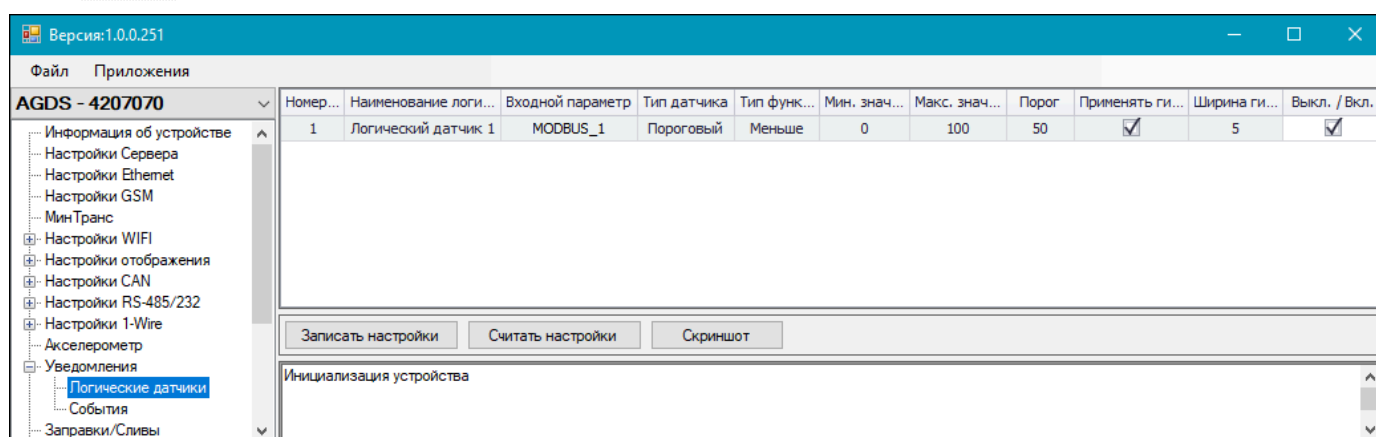 Версия:1.0.0.251
Файл Приложения
AGDS - 4207070
Информация об устройстве
Настройки Сервера
Настройки Ethernet
Настройки GSM
МинТранс
Настройки WIFI
Настройки отображения
Настройки CAN
Настройки RS-485/232
Настройки 1-Wire
Акселерометр
Уведомления
Логические датчики
События
Заправки/Сливы
Номер... Наименование логи... Входной параметр Тип датчика Тип функ... Мин. знач... Макс. знач... Порог Применять ги... Ширина ги... Выкл. / Вкл.
1 Логический датчик 1 MODBUS_1 Пороговый Меньше 0 100 50 5
Записать настройки Считать настройки Скриншот
Инициализация устройства